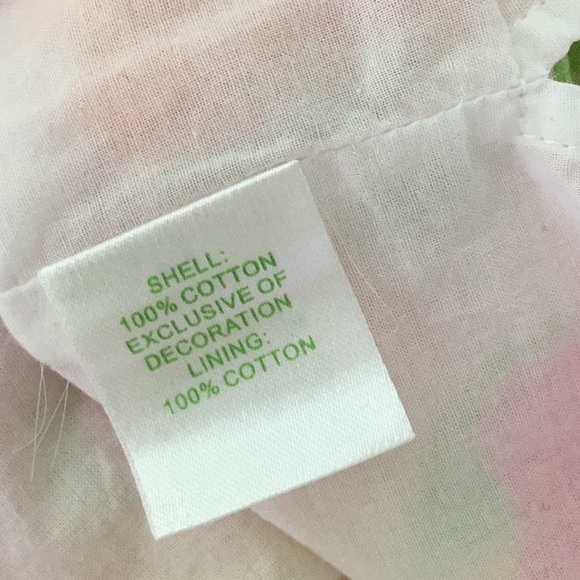 SHELL:
100% COTTON
EXCLUSIVE OF
DECORATION
LINING:
100% COTTON